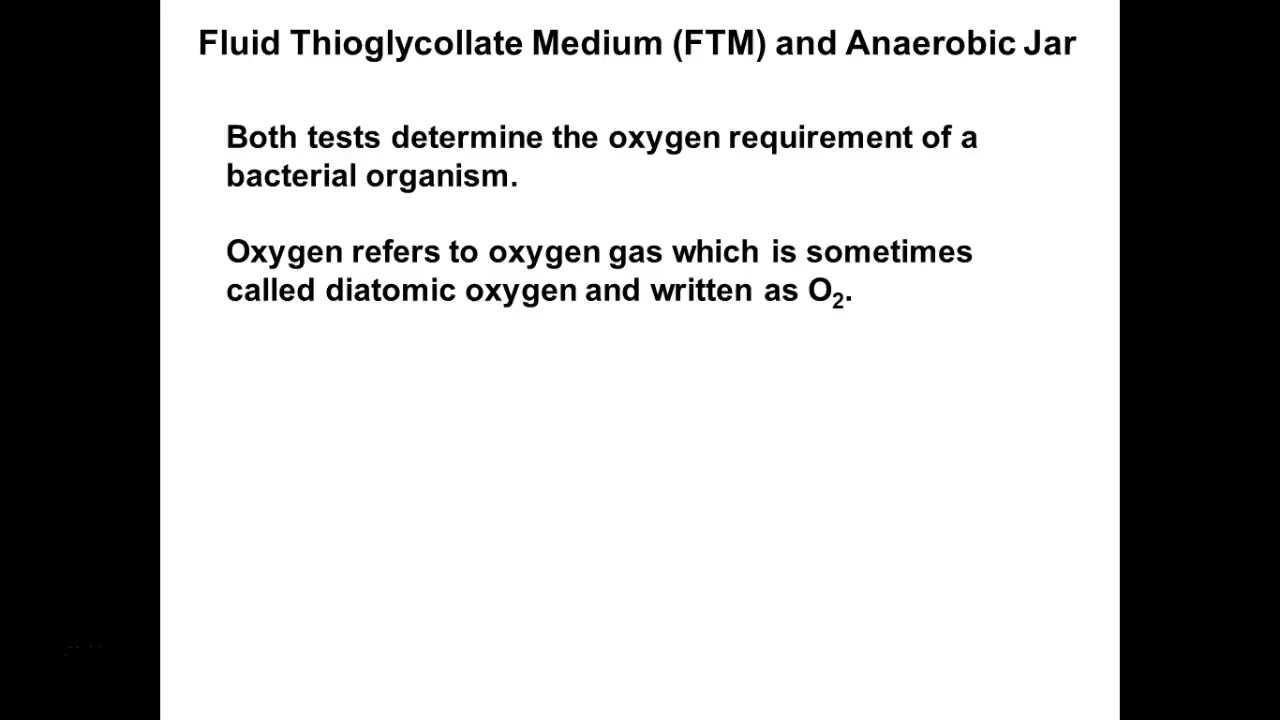 Fluid Thioglycollate Medium (FTM) and Anaerobic Jar
Both tests determine the oxygen requirement of a
bacterial organism.
Oxygen refers to oxygen gas which is sometimes
called diatomic oxygen and written as O₂.